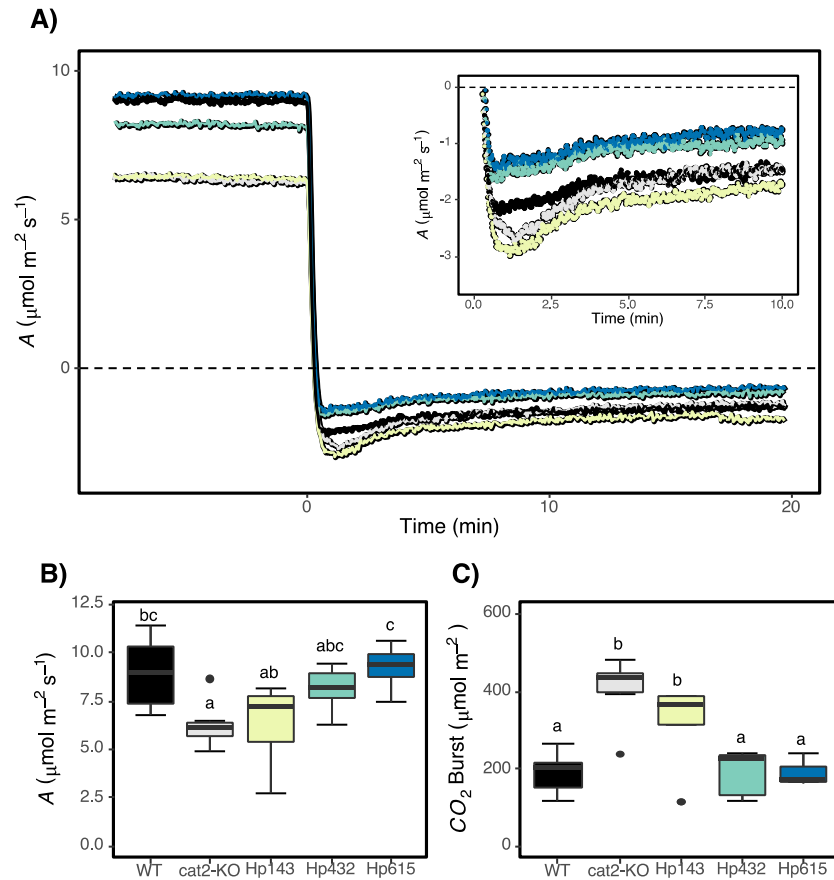 A)
10
5
0
A (μmol m⁻² s⁻¹)
0
10
20
Time (min)
0
-1
-2
-3
A (μmol m⁻² s⁻¹)
0.0
2.5
5.0
7.5
10.0
Time (min)
B)
12.5
10.0
7.5
5.0
2.5
0.0
A (μmol m⁻² s⁻¹)
bc
a
ab
abc
c
WT
cat2-KO
Hp143
Hp432
Hp615
C)
600
400
200
0
CO₂ Burst (μmol m⁻²)
a
b
b
a
a
WT
cat2-KO
Hp143
Hp432
Hp615